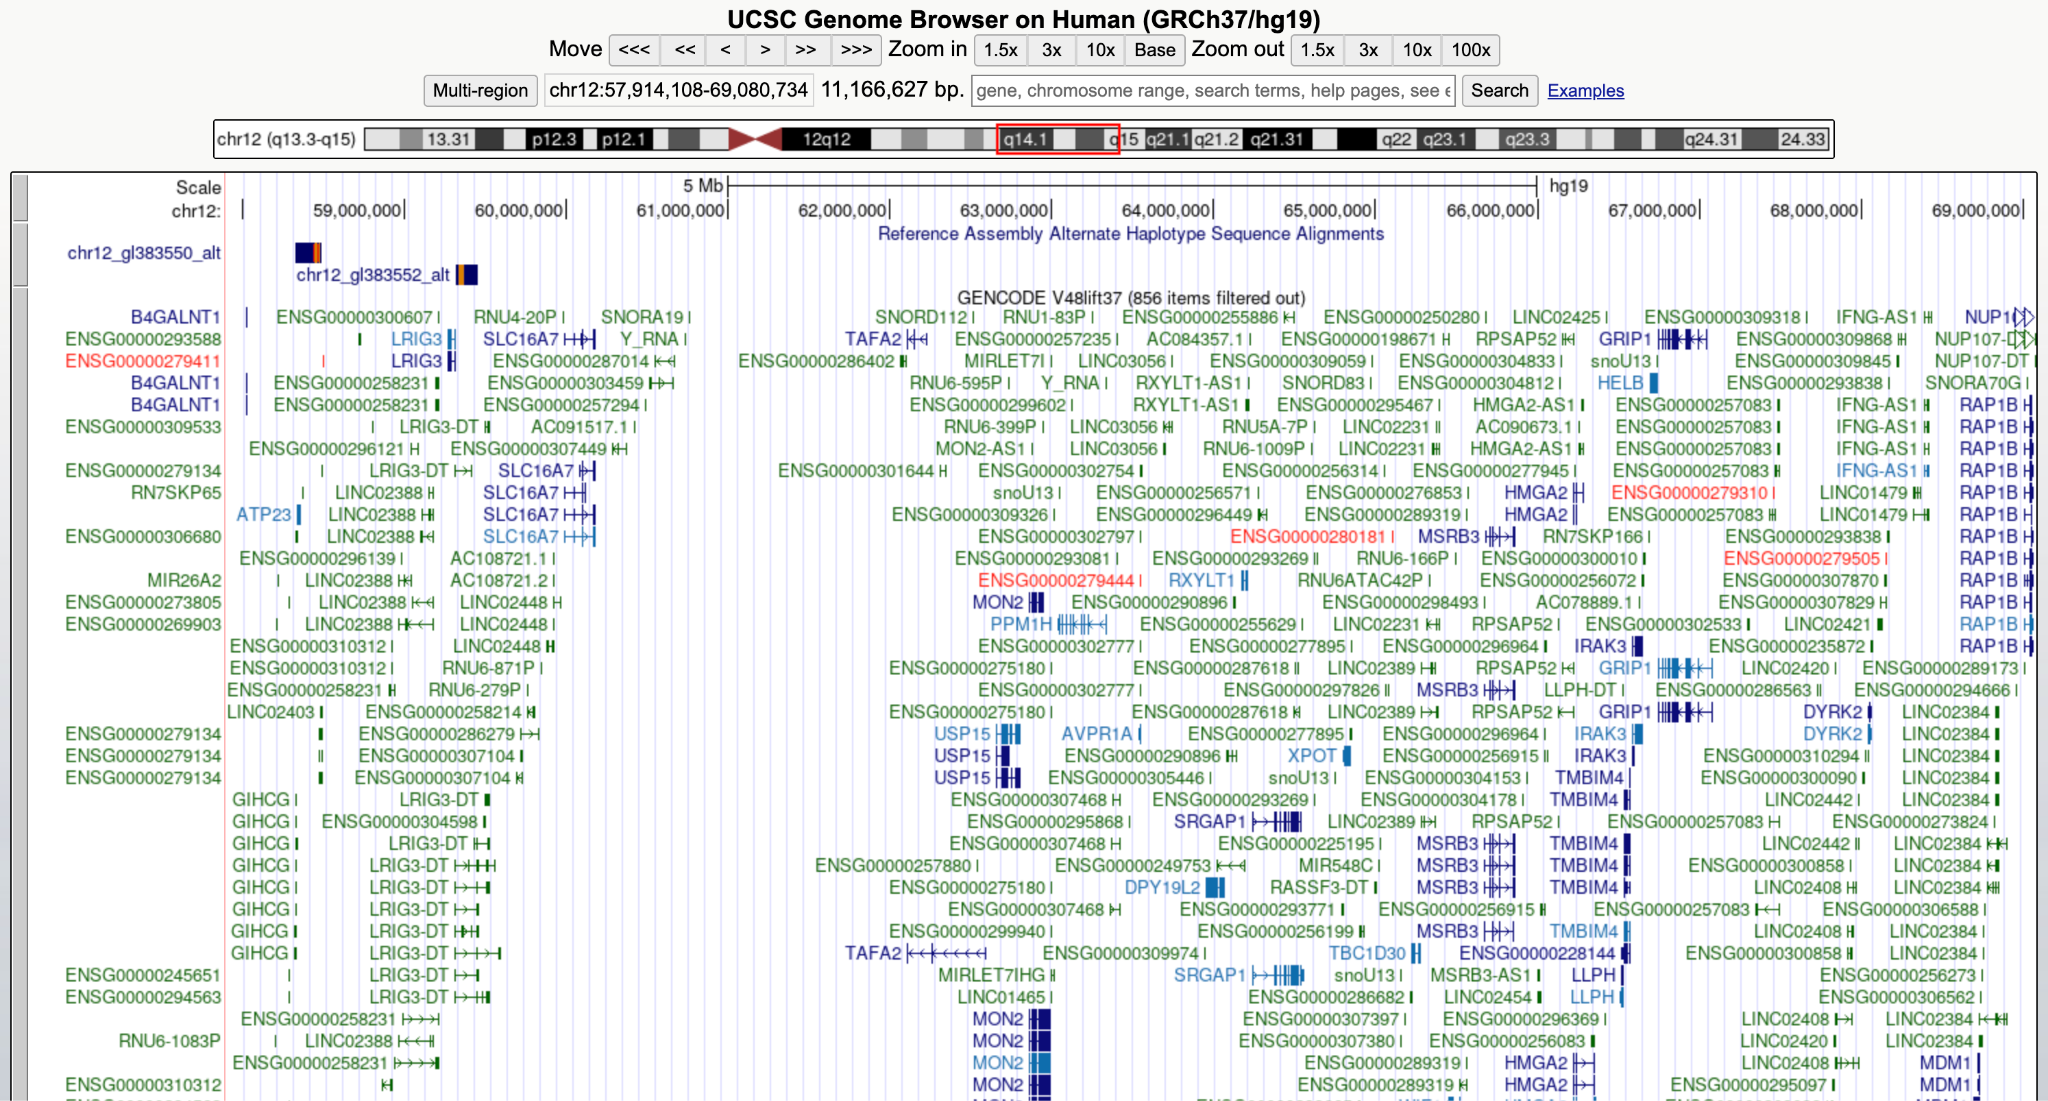 UCSC Genome Browser on Human (GRCh37/hg19)
Move <<< << < > >> >>> Zoom in 1.5x 3x 10x Base Zoom out 1.5x 3x 10x 100x
Multi-region chr12:57,914,108-69,080,734 11,166,627 bp. gene, chromosome range, search terms, help pages, see e Search Examples
chr12 (q13.3-q15) 13.31 p12.3 p12.1 12q12 q14.1 q15 q21.1 q21.2 q21.31 q22 q23.1 q23.3 q24.31 24.33
Scale 5 Mb hg19
chr12: 59,000,000 60,000,000 61,000,000 62,000,000 63,000,000 64,000,000 65,000,000 66,000,000 67,000,000 68,000,000 69,000,000
Reference Assembly Alternate Haplotype Sequence Alignments
chr12_gl383550_alt
chr12_gl383552_alt
GENCODE V48lift37 (856 items filtered out)
B4GALNT1 ENSG00000300607 RNU4-20P SNORA19 SNORD112 RNU1-83P ENSG00000255886 ENSG00000250280 LINC02425 ENSG00000309318 IFNG-AS1
ENSG00000293588 LRIG3 SLC16A7 Y_RNA TAFA2 ENSG00000257235 AC084357.1 ENSG00000198671 RPSAP52 GRIP1 ENSG00000309868
ENSG00000279411 LRIG3 ENSG00000287014 ENSG00000286402 MIRLET7I LINC03056 ENSG00000309059 ENSG00000304833 snoU13 ENSG00000309845 NUP107-DT
B4GALNT1 ENSG00000258231 ENSG00000303459 RNU6-595P Y_RNA RXYLT1-AS1 SNORD83 ENSG00000304812 HELB ENSG00000293838 SNORA70G
B4GALNT1 ENSG00000258231 ENSG00000257294 ENSG00000299602 RXYLT1-AS1 ENSG00000295467 HMGA2-AS1 ENSG00000257083 IFNG-AS1 RAP1B
ENSG00000309533 LRIG3-DT AC091517.1 RNU6-399P LINC03056 RNU5A-7P LINC02231 AC090673.1 ENSG00000257083 IFNG-AS1 RAP1B
ENSG00000296121 ENSG00000307449 MON2-AS1 LINC03056 RNU6-1009P LINC02231 HMGA2-AS1 ENSG00000257083 IFNG-AS1 RAP1B
ENSG00000279134 LRIG3-DT SLC16A7 ENSG00000301644 ENSG00000302754 ENSG00000256314 ENSG00000277945 ENSG00000257083 IFNG-AS1 RAP1B
RN7SKP65 LINC02388 SLC16A7 snoU13 ENSG00000256571 ENSG00000276853 HMGA2 ENSG00000279310 LINC01479 RAP1B
ATP23 LINC02388 SLC16A7 ENSG00000309326 ENSG00000296449 ENSG00000289319 HMGA2 ENSG00000257083 LINC01479 RAP1B
ENSG00000306680 LINC02388 SLC16A7 ENSG00000302797 ENSG00000280181 MSRB3 RN7SKP166 ENSG00000293838 RAP1B
ENSG00000296139 AC108721.1 ENSG00000293081 ENSG00000293269 RNU6-166P ENSG00000300010 ENSG00000279505 RAP1B
MIR26A2 LINC02388 AC108721.2 ENSG00000279444 RXYLT1 RNU6ATAC42P ENSG00000256072 ENSG00000307870 RAP1B
ENSG00000273805 LINC02388 LINC02448 MON2 ENSG00000290896 ENSG00000298493 AC078889.1 ENSG00000307829 RAP1B
ENSG00000269903 LINC02388 LINC02448 PPM1H ENSG00000255629 LINC02231 RPSAP52 ENSG00000302533 LINC02421 RAP1B
ENSG00000310312 LINC02448 ENSG00000302777 ENSG00000277895 ENSG00000296964 IRAK3 ENSG00000235872 RAP1B
ENSG00000310312 RNU6-871P ENSG00000275180 ENSG00000287618 LINC02389 RPSAP52 GRIP1 LINC02420 ENSG00000289173
ENSG00000258231 RNU6-279P ENSG00000302777 ENSG00000297826 MSRB3 LLPH-DT ENSG00000286563 ENSG00000294666
LINC02403 ENSG00000258214 ENSG00000275180 ENSG00000287618 LINC02389 RPSAP52 GRIP1 DYRK2 LINC02384
ENSG00000279134 ENSG00000286279 USP15 AVPR1A ENSG00000277895 ENSG00000296964 IRAK3 DYRK2 LINC02384
ENSG00000279134 ENSG00000307104 USP15 ENSG00000290896 XPOT ENSG00000256915 IRAK3 ENSG00000310294 LINC02384
ENSG00000279134 ENSG00000307104 USP15 ENSG00000305446 snoU13 ENSG00000304153 TMBIM4 ENSG00000300090 LINC02384
GIHCG LRIG3-DT ENSG00000307468 ENSG00000293269 ENSG00000304178 TMBIM4 LINC02442 LINC02384
GIHCG ENSG00000304598 ENSG00000295868 SRGAP1 LINC02389 RPSAP52 ENSG00000257083 ENSG00000273824
GIHCG LRIG3-DT ENSG00000307468 ENSG00000225195 MSRB3 TMBIM4 LINC02442 LINC02384
GIHCG LRIG3-DT ENSG00000257880 ENSG00000249753 MIR548C MSRB3 TMBIM4 ENSG00000300858 LINC02384
GIHCG LRIG3-DT ENSG00000275180 DPY19L2 RASSF3-DT MSRB3 TMBIM4 LINC02408 LINC02384
GIHCG LRIG3-DT ENSG00000307468 ENSG00000293771 ENSG00000256915 ENSG00000257083 ENSG00000306588
GIHCG LRIG3-DT ENSG00000299940 ENSG00000256199 MSRB3 TMBIM4 LINC02408 LINC02384
GIHCG LRIG3-DT TAFA2 ENSG00000309974 TBC1D30 ENSG00000228144 ENSG00000300858 LINC02384
ENSG00000245651 LRIG3-DT MIRLET7IHG SRGAP1 snoU13 MSRB3-AS1 LLPH ENSG00000256273
ENSG00000294563 LRIG3-DT LINC01465 ENSG00000286682 LINC02454 LLPH ENSG00000306562
ENSG00000258231 MON2 ENSG00000307397 ENSG00000296369 LINC02408 LINC02384
RNU6-1083P LINC02388 MON2 ENSG00000307380 ENSG00000256083 LINC02420 LINC02384
ENSG00000258231 MON2 ENSG00000289319 HMGA2 LINC02408 MDM1
ENSG00000310312 MON2 ENSG00000289319 HMGA2 ENSG00000295097 MDM1